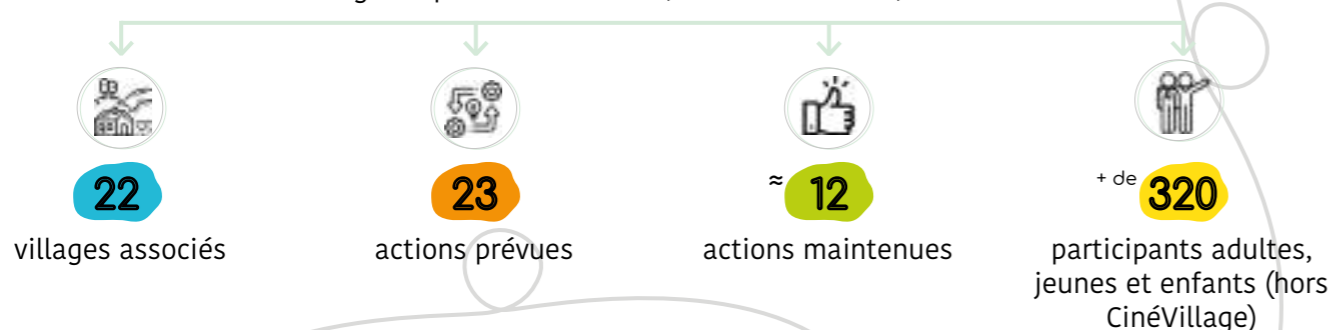 22
villages associés
23
actions prévues
≈ 12
actions maintenues
+ de 320
participants adultes,
jeunes et enfants (hors
CinéVillage)